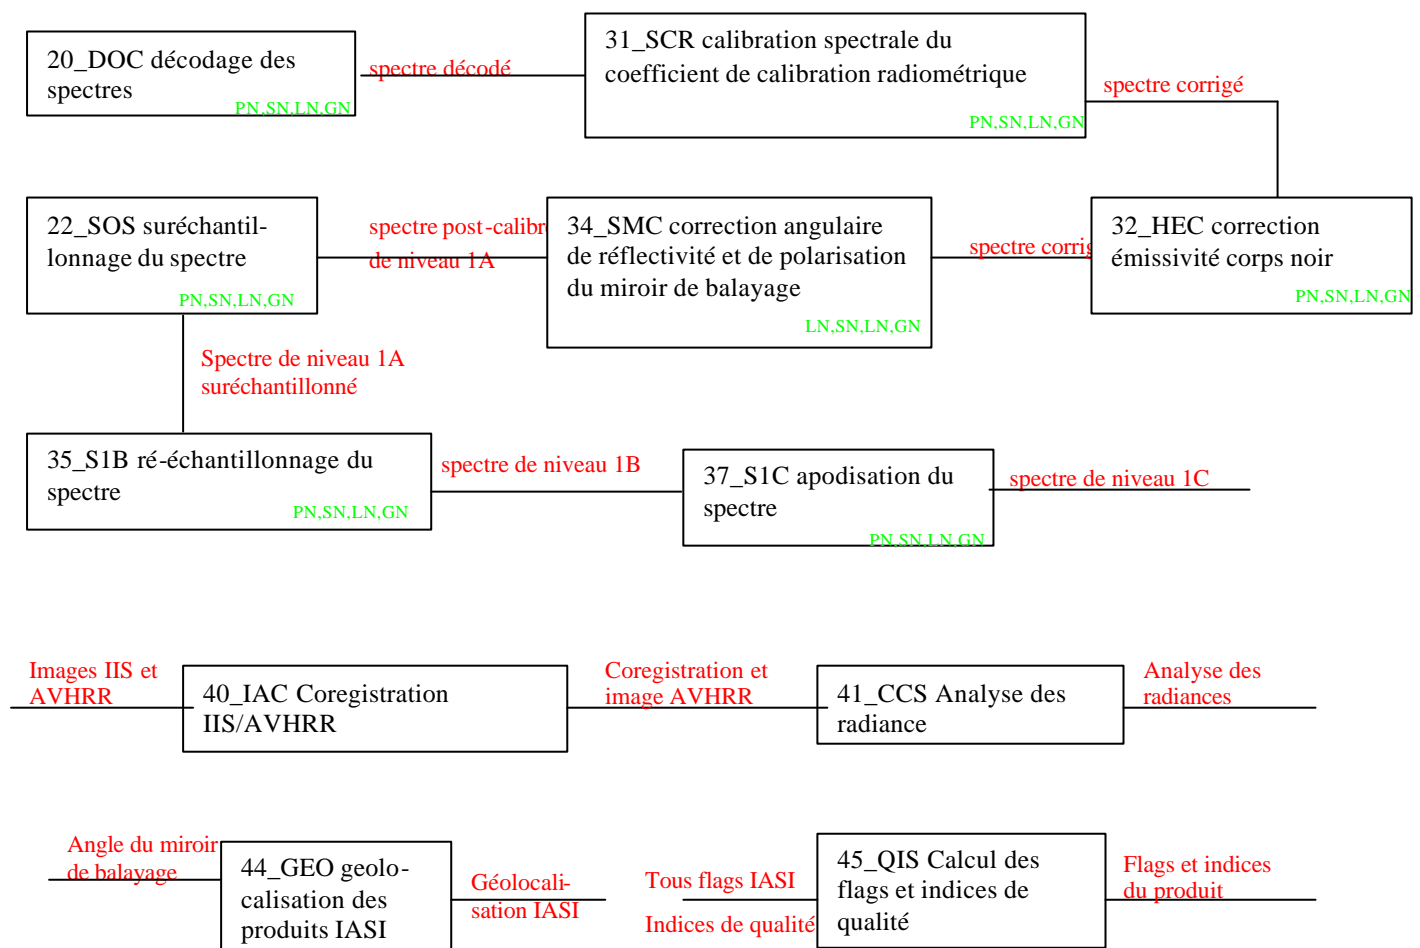 20_DOC décodage des
spectres
PN,SN,LN,GN
spectre décodé
31_SCR calibration spectrale du
coefficient de calibration radiométrique
PN,SN,LN,GN
spectre corrigé
22_SOS suréchantil-
lonnage du spectre
PN,SN,LN,GN
spectre post-calibr
de niveau 1A
34_SMC correction angulaire
de réflectivité et de polarisation
du miroir de balayage
LN,SN,LN,GN
spectre corrig
32_HEC correction
émissivité corps noir
PN,SN,LN,GN
Spectre de niveau 1A
suréchantillonné
35_S1B ré-échantillonnage du
spectre
PN,SN,LN,GN
spectre de niveau 1B
37_S1C apodisation du
spectre
PN,SN,LN,GN
spectre de niveau 1C
Images IIS et
AVHRR
40_IAC Coregistration
IIS/AVHRR
Coregistration et
image AVHRR
41_CCS Analyse des
radiance
Analyse des
radiances
Angle du miroir
de balayage
44_GEO geolo-
calisation des
produits IASI
Géolocali-
sation IASI
Tous flags IASI
Indices de qualité
45_QIS Calcul des
flags et indices de
qualité
Flags et indices
du produit